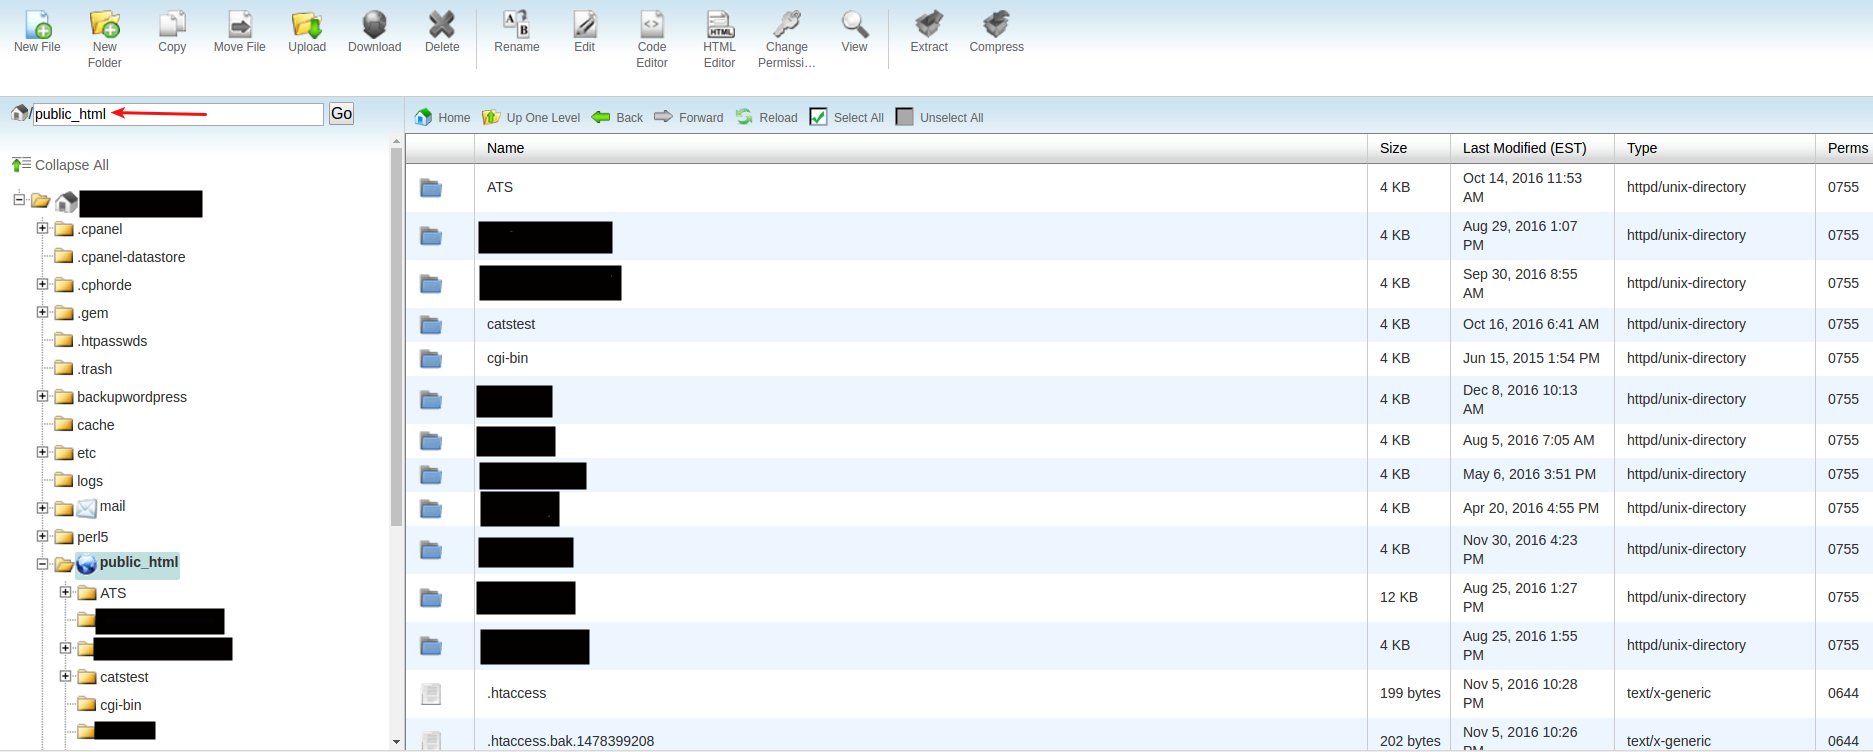 New File
New Folder
Copy
Move File
Upload
Download
Delete
Rename
Edit
Code Editor
HTML Editor
Change Permissi...
View
Extract
Compress
/public_html Go
Home Up One Level Back Forward Reload Select All Unselect All
Collapse All
.cpanel
.cpanel-datastore
.cphorde
.gem
.htpasswds
.trash
backupwordpress
cache
etc
logs
mail
perl5
public_html
ATS
catstest
cgi-bin
Name Size Last Modified (EST) Type Perms
ATS 4 KB Oct 14, 2016 11:53 AM httpd/unix-directory 0755
4 KB Aug 29, 2016 1:07 PM httpd/unix-directory 0755
4 KB Sep 30, 2016 8:55 AM httpd/unix-directory 0755
catstest 4 KB Oct 16, 2016 6:41 AM httpd/unix-directory 0755
cgi-bin 4 KB Jun 15, 2015 1:54 PM httpd/unix-directory 0755
4 KB Dec 8, 2016 10:13 AM httpd/unix-directory 0755
4 KB Aug 5, 2016 7:05 AM httpd/unix-directory 0755
4 KB May 6, 2016 3:51 PM httpd/unix-directory 0755
4 KB Apr 20, 2016 4:55 PM httpd/unix-directory 0755
4 KB Nov 30, 2016 4:23 PM httpd/unix-directory 0755
12 KB Aug 25, 2016 1:27 PM httpd/unix-directory 0755
4 KB Aug 25, 2016 1:55 PM httpd/unix-directory 0755
.htaccess 199 bytes Nov 5, 2016 10:28 PM text/x-generic 0644
.htaccess.bak.1478399208 202 bytes Nov 5, 2016 10:26 PM text/x-generic 0644